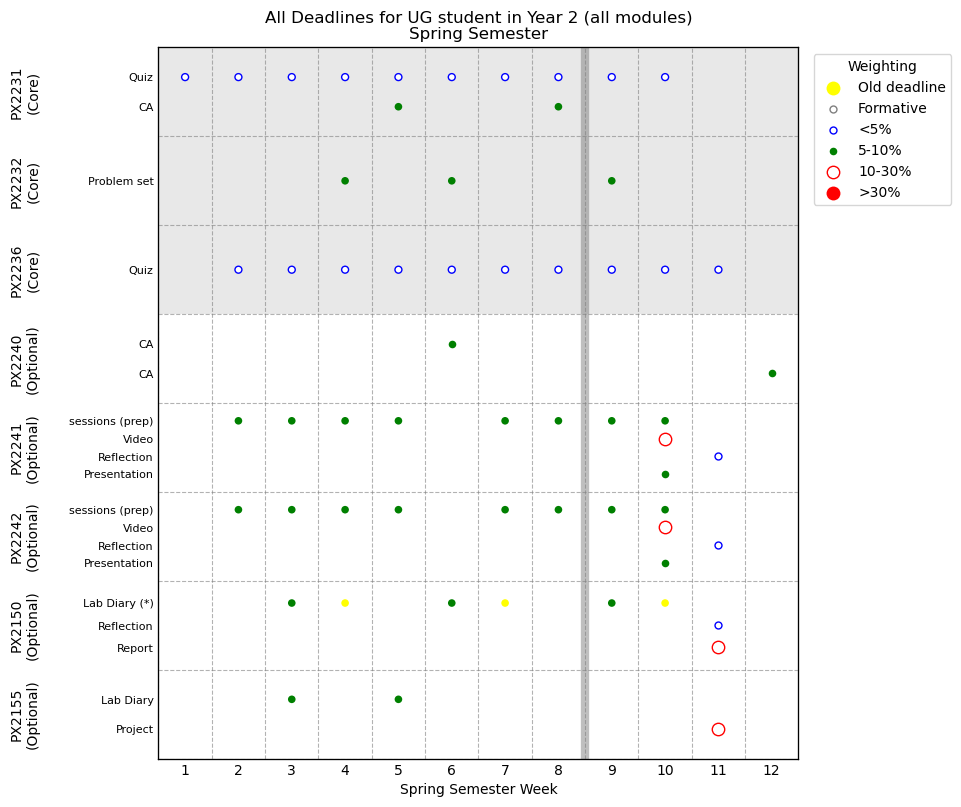 All Deadlines for UG student in Year 2 (all modules)
Spring Semester
PX2231
(Core)
Quiz
CA
PX2232
(Core)
Problem set
PX2236
(Core)
Quiz
PX2240
(Optional)
CA
CA
PX2241
(Optional)
sessions (prep)
Video
Reflection
Presentation
PX2242
(Optional)
sessions (prep)
Video
Reflection
Presentation
PX2150
(Optional)
Lab Diary (*)
Reflection
Report
PX2155
(Optional)
Lab Diary
Project
1 2 3 4 5 6 7 8 9 10 11 12
Spring Semester Week
Weighting
Old deadline
Formative
<5%
5-10%
10-30%
>30%